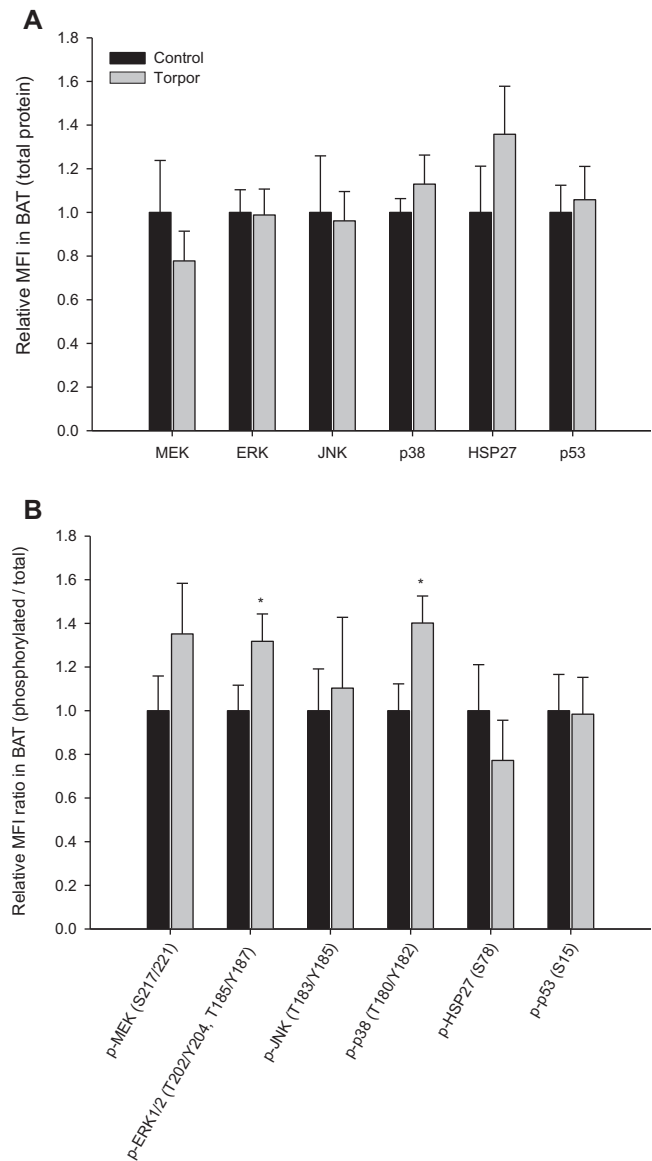 A
Relative MFI in BAT (total protein)
1.8
1.6
1.4
1.2
1.0
0.8
0.6
0.4
0.2
0.0
Control
Torpor
MEK ERK JNK p38 HSP27 p53
B
Relative MFI ratio in BAT (phosphorylated / total)
1.8
1.6
1.4
1.2
1.0
0.8
0.6
0.4
0.2
0.0
* *
p-MEK (S217/221)
p-ERK1/2 (T202/Y204, T185/Y187)
p-JNK (T183/Y185)
p-p38 (T180/Y182)
p-HSP27 (S78)
p-p53 (S15)